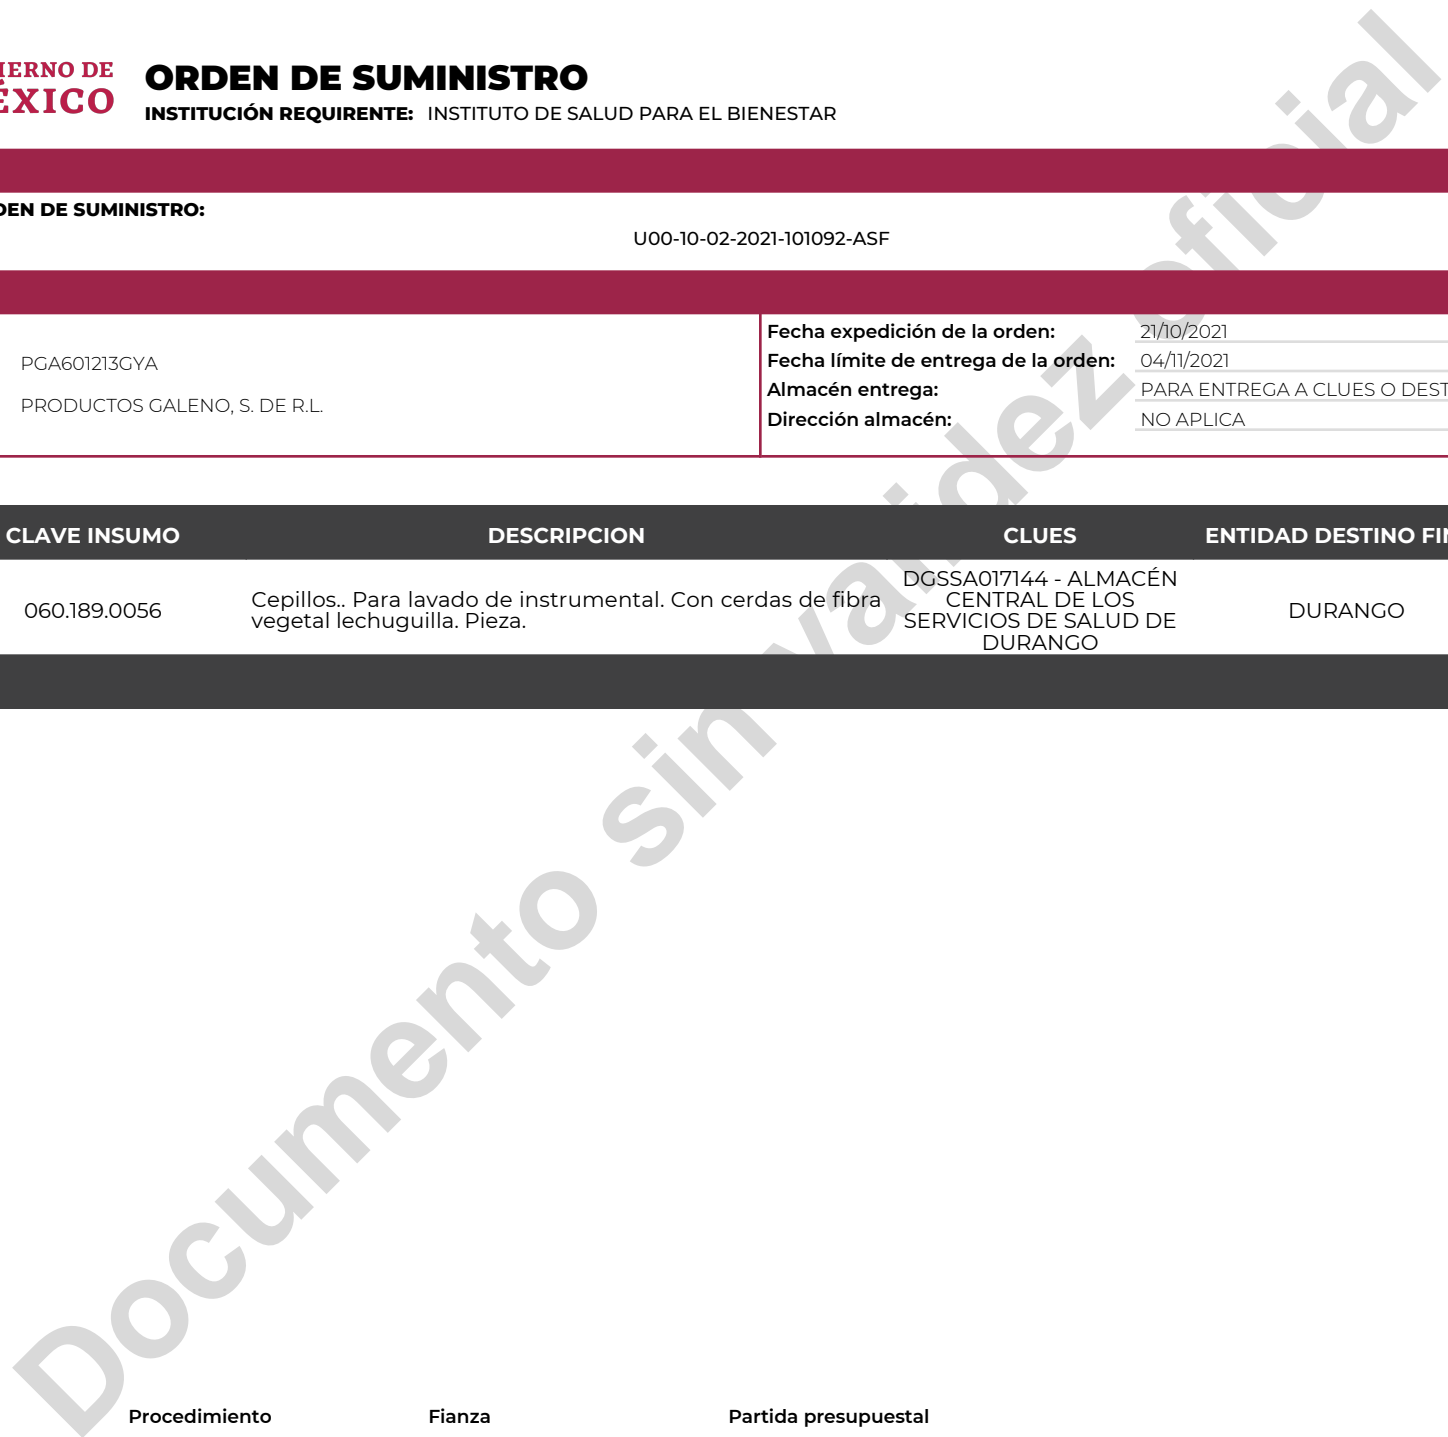 IERNO DE
ÉXICO
ORDEN DE SUMINISTRO
INSTITUCIÓN REQUIRENTE: INSTITUTO DE SALUD PARA EL BIENESTAR
DEN DE SUMINISTRO:
U00-10-02-2021-101092-ASF
PGA601213GYA
PRODUCTOS GALENO, S. DE R.L.
Fecha expedición de la orden: 21/10/2021
Fecha límite de entrega de la orden: 04/11/2021
Almacén entrega: PARA ENTREGA A CLUES O DEST
Dirección almacén: NO APLICA
CLAVE INSUMO DESCRIPCION CLUES ENTIDAD DESTINO FIN
060.189.0056
Cepillos.. Para lavado de instrumental. Con cerdas de fibra
vegetal lechuguilla. Pieza.
DGSSA017144 - ALMACÉN
CENTRAL DE LOS
SERVICIOS DE SALUD DE
DURANGO
DURANGO
Documento sin validez oficial
Procedimiento Fianza Partida presupuestal